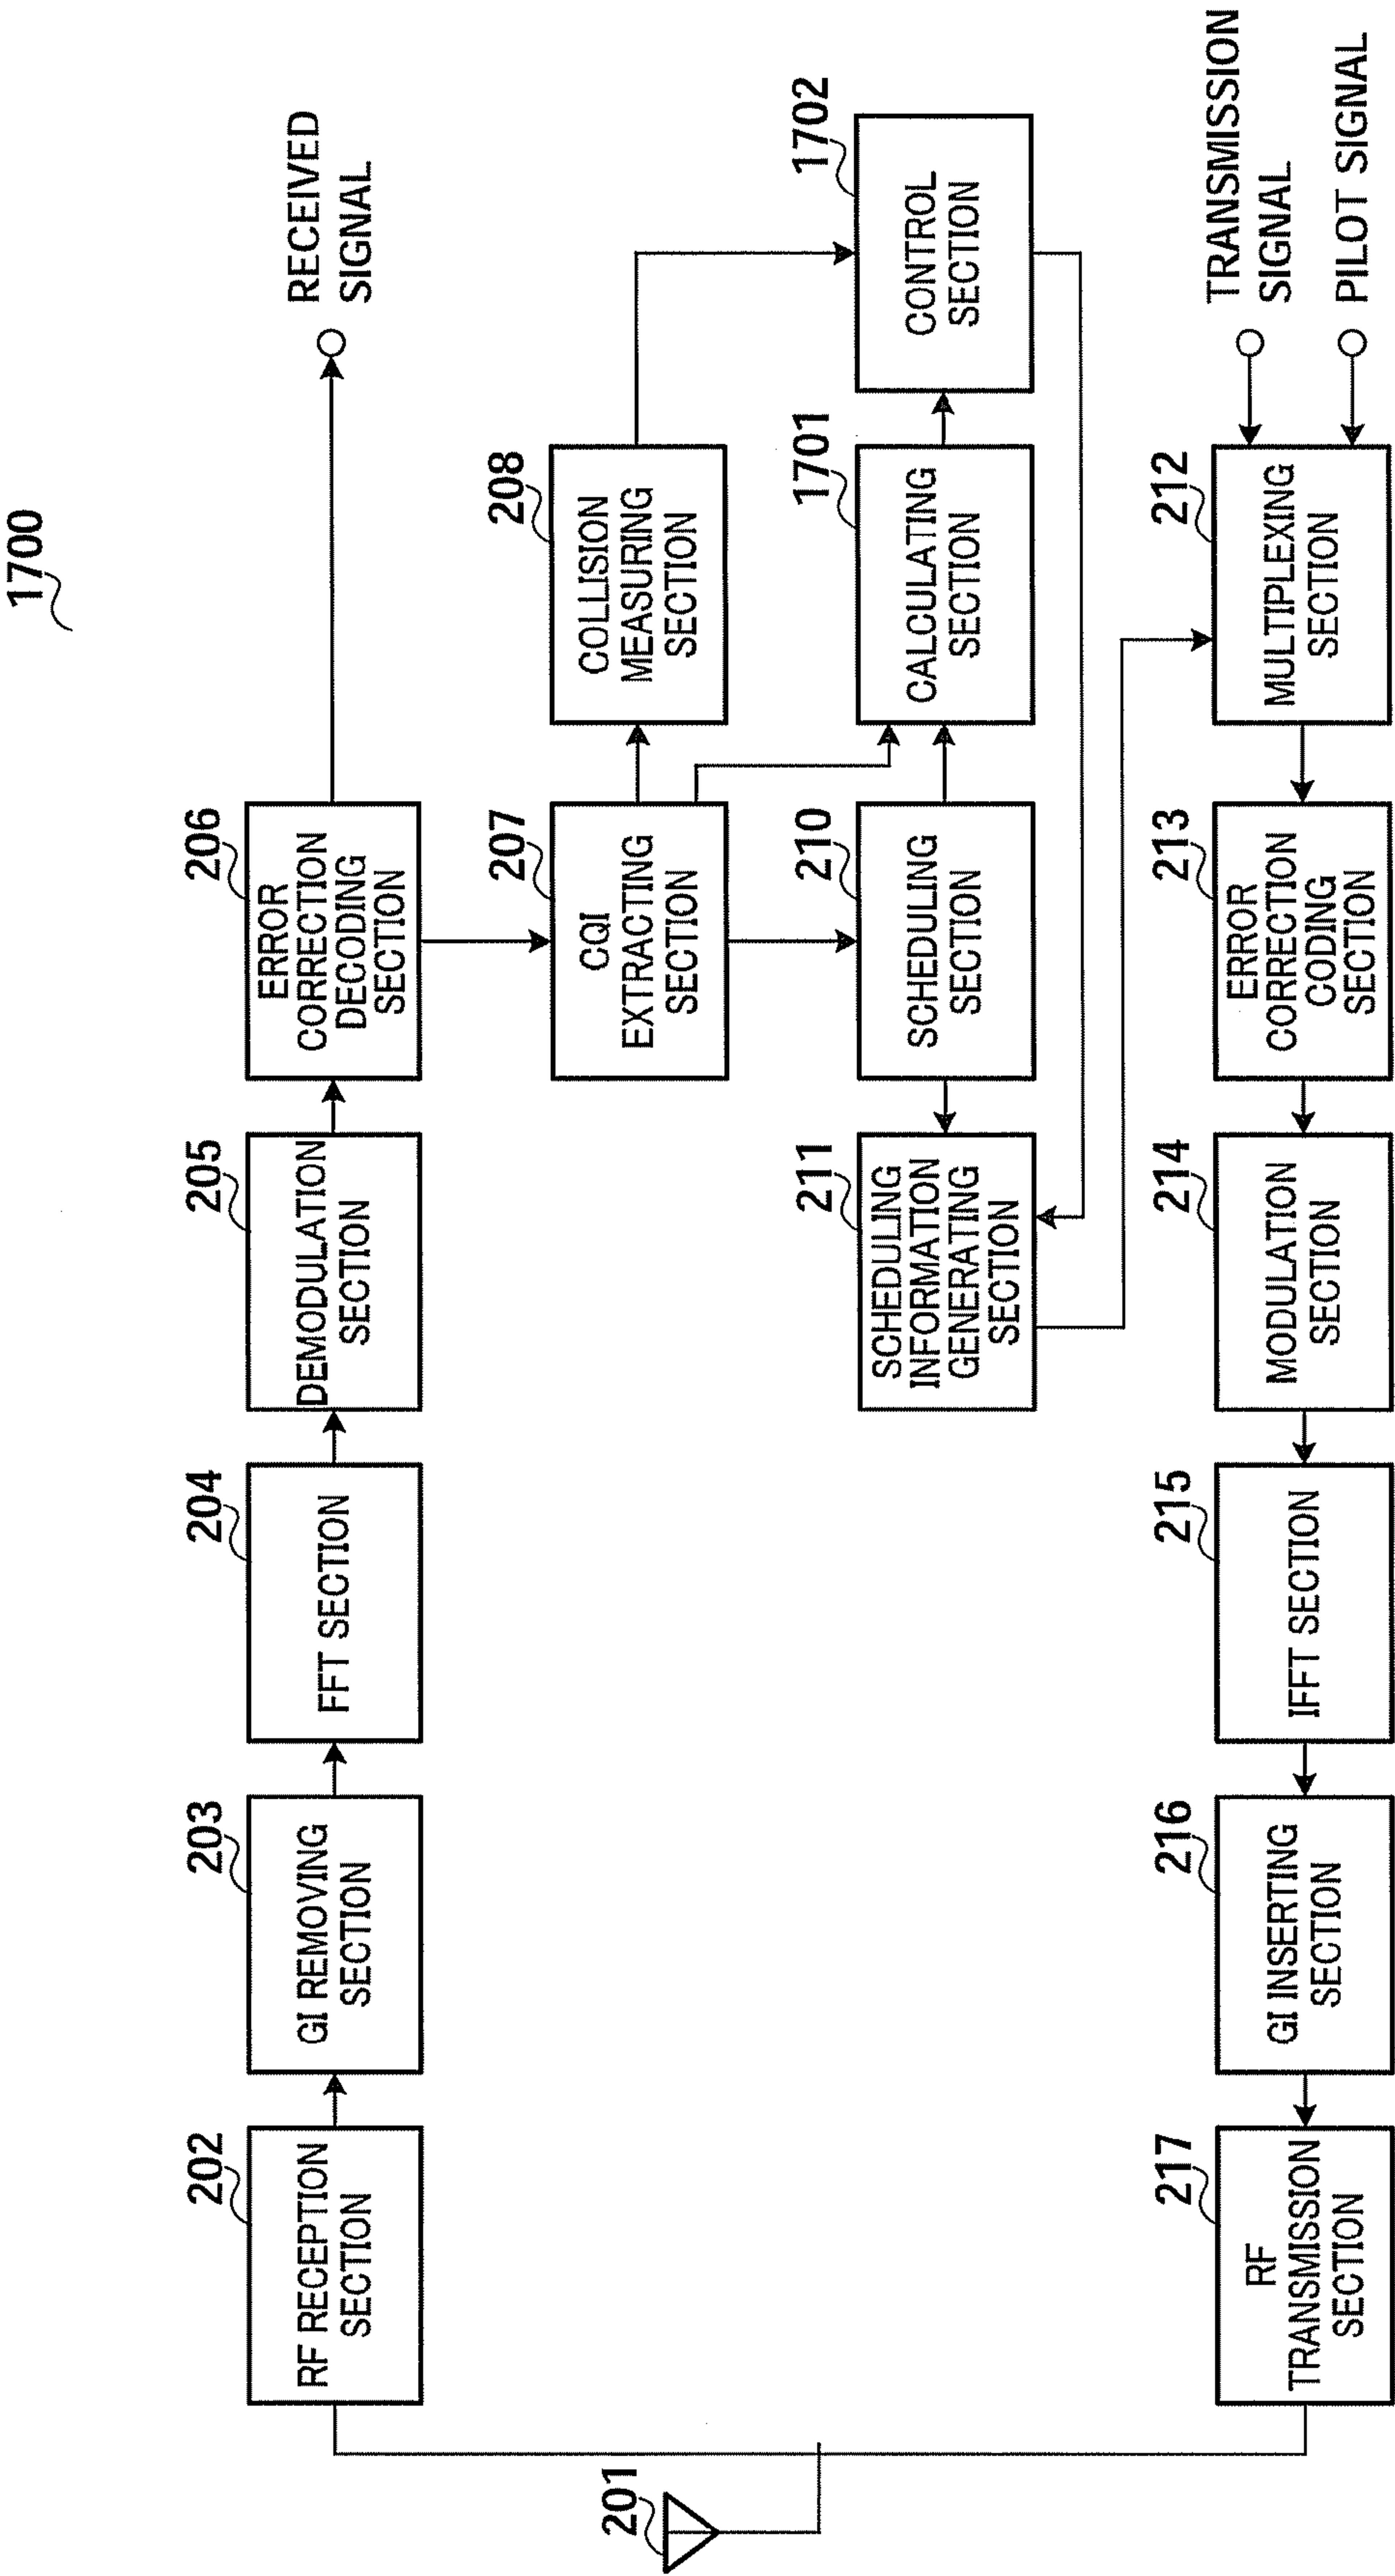 1700
201
202
RF RECEPTION
SECTION
203
GI REMOVING
SECTION
204
FFT SECTION
205
DEMODULATION
SECTION
206
ERROR
CORRECTION
DECODING
SECTION
RECEIVED
SIGNAL
207
CQI
EXTRACTING
SECTION
208
COLLISION
MEASURING
SECTION
211
SCHEDULING
INFORMATION
GENERATING
SECTION
210
SCHEDULING
SECTION
1701
CALCULATING
SECTION
1702
CONTROL
SECTION
217
RF
TRANSMISSION
SECTION
216
GI INSERTING
SECTION
215
IFFT SECTION
214
MODULATION
SECTION
213
ERROR
CORRECTION
CODING
SECTION
212
MULTIPLEXING
SECTION
TRANSMISSION
SIGNAL
PILOT SIGNAL